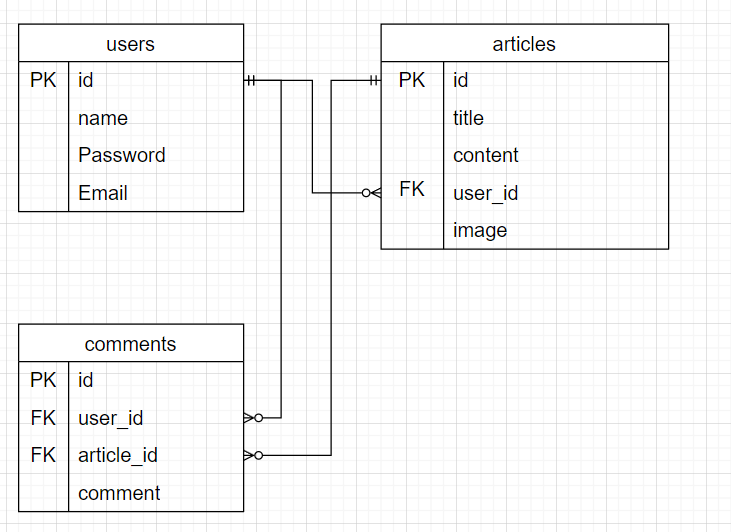 users
PK id
name
Password
Email
articles
PK id
title
content
FK user_id
image
comments
PK id
FK user_id
FK article_id
comment